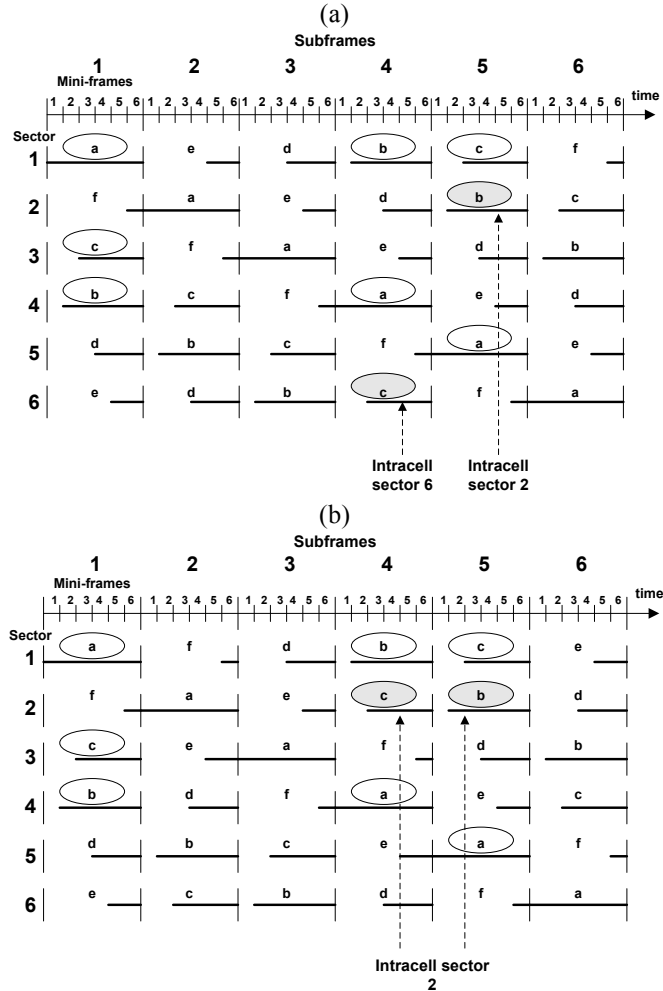 (a)
Subframes
1 2 3 4 5 6
Mini-frames
1 2 3 4 5 6 1 2 3 4 5 6 1 2 3 4 5 6 1 2 3 4 5 6 1 2 3 4 5 6 1 2 3 4 5 6 time
Sector
1 a e d b c f
2 f a e d b c
3 c f a e d b
4 b c f a e d
5 d b c f a e
6 e d b c f a
Intracell Intracell
sector 6 sector 2
(b)
Subframes
1 2 3 4 5 6
Mini-frames
1 2 3 4 5 6 1 2 3 4 5 6 1 2 3 4 5 6 1 2 3 4 5 6 1 2 3 4 5 6 1 2 3 4 5 6 time
Sector
1 a f d b c e
2 f a e c b d
3 c e a f d b
4 b d f a e c
5 d b c e a f
6 e c b d f a
Intracell sector
2